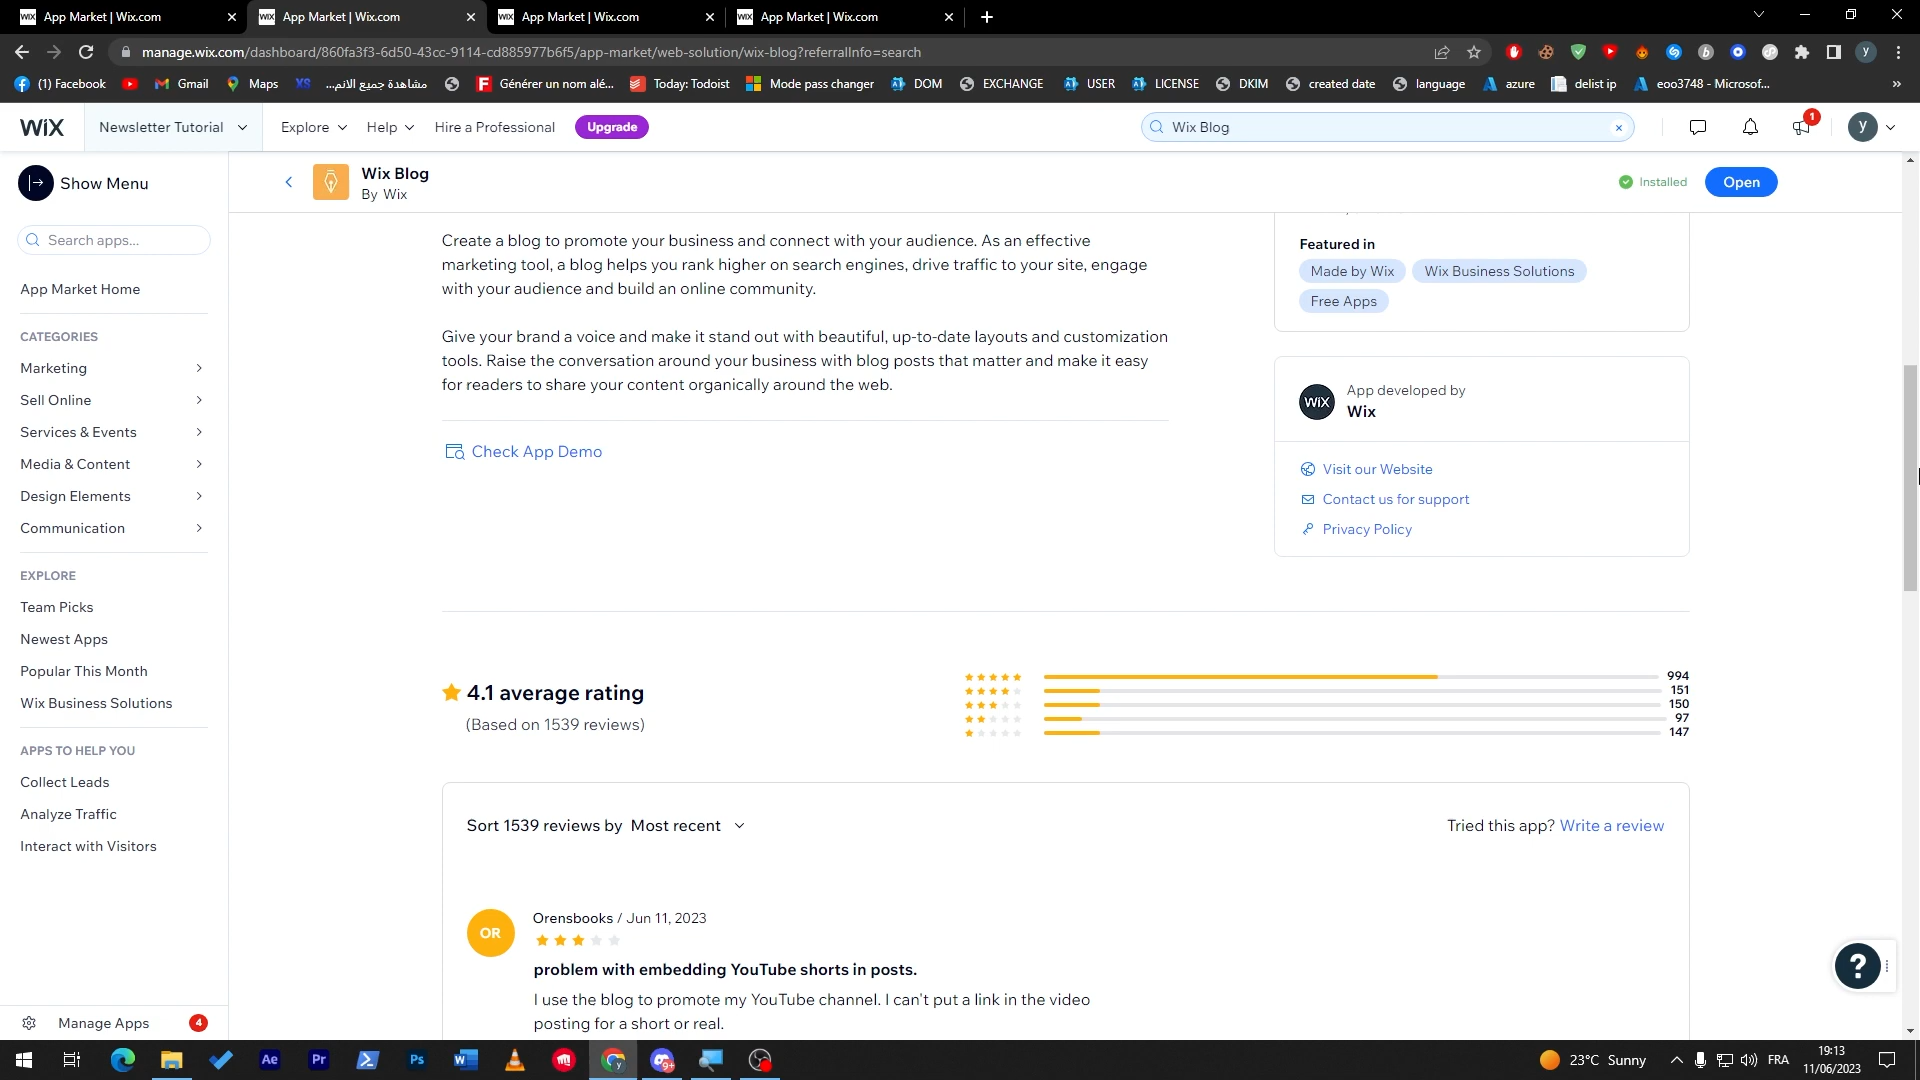 App Market | Wix.com
App Market | Wix.com
App Market | Wix.com
App Market | Wix.com
manage.wix.com/dashboard/860fa3f3-6d50-43cc-9114-cd885977b6f5/app-market/web-solution/wix-blog?referralInfo=search
(1) Facebook
Gmail
Maps
مشاهدة جميع الانم...
Générer un nom alé...
Today: Todoist
Mode pass changer
DOM
EXCHANGE
USER
LICENSE
DKIM
created date
language
azure
delist ip
eoo3748 - Microsof...
WiX
Newsletter Tutorial
Explore
Help
Hire a Professional
Upgrade
Wix Blog
1
y
Show Menu
Search apps...
App Market Home
CATEGORIES
Marketing
Sell Online
Services & Events
Media & Content
Design Elements
Communication
EXPLORE
Team Picks
Newest Apps
Popular This Month
Wix Business Solutions
APPS TO HELP YOU
Collect Leads
Analyze Traffic
Interact with Visitors
Manage Apps
4
Wix Blog
By Wix
Installed
Open
Create a blog to promote your business and connect with your audience. As an effective
marketing tool, a blog helps you rank higher on search engines, drive traffic to your site, engage
with your audience and build an online community.
Give your brand a voice and make it stand out with beautiful, up-to-date layouts and customization
tools. Raise the conversation around your business with blog posts that matter and make it easy
for readers to share your content organically around the web.
Check App Demo
Featured in
Made by Wix
Wix Business Solutions
Free Apps
WiX
App developed by
Wix
Visit our Website
Contact us for support
Privacy Policy
4.1 average rating
(Based on 1539 reviews)
994
151
150
97
147
Sort 1539 reviews by Most recent
Tried this app? Write a review
OR
Orensbooks / Jun 11, 2023
problem with embedding YouTube shorts in posts.
I use the blog to promote my YouTube channel. I can't put a link in the video
posting for a short or real.
?
Ae
Pr
Ps
23°C Sunny
FRA
19:13
11/06/2023